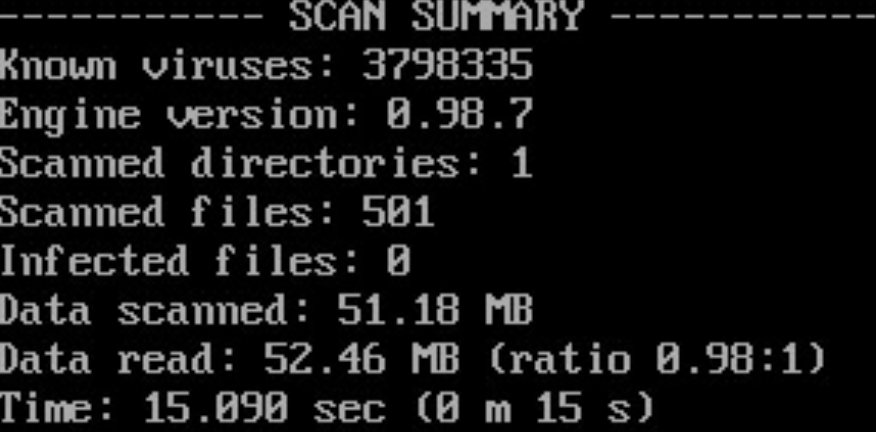 ----------- SCAN SUMMARY -----------
Known viruses: 3798335
Engine version: 0.98.7
Scanned directories: 1
Scanned files: 501
Infected files: 0
Data scanned: 51.18 MB
Data read: 52.46 MB (ratio 0.98:1)
Time: 15.090 sec (0 m 15 s)